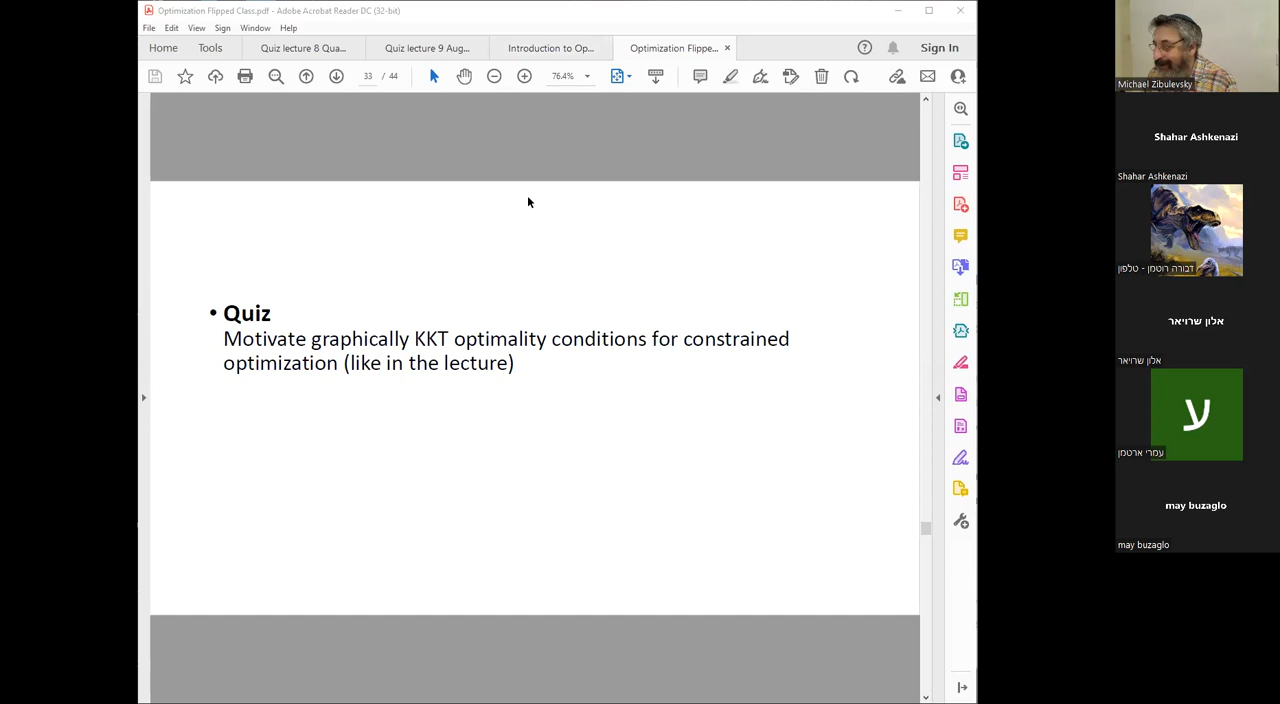 Optimization Flipped Class.pdf - Adobe Acrobat Reader DC (32-bit)
File Edit View Sign Window Help
Home Tools Quiz lecture 8 Qua... Quiz lecture 9 Aug... Introduction to Op... Optimization Flippe... × Sign In
33 / 44 76.4%
• Quiz
Motivate graphically KKT optimality conditions for constrained
optimization (like in the lecture)
Michael Zibulevsky
Shahar Ashkenazi
Shahar Ashkenazi
דבורה רוטמן - טלפון
אלון שרויאר
אלון שרויאר
ע
עמרי ארטמן
may buzaglo
may buzaglo